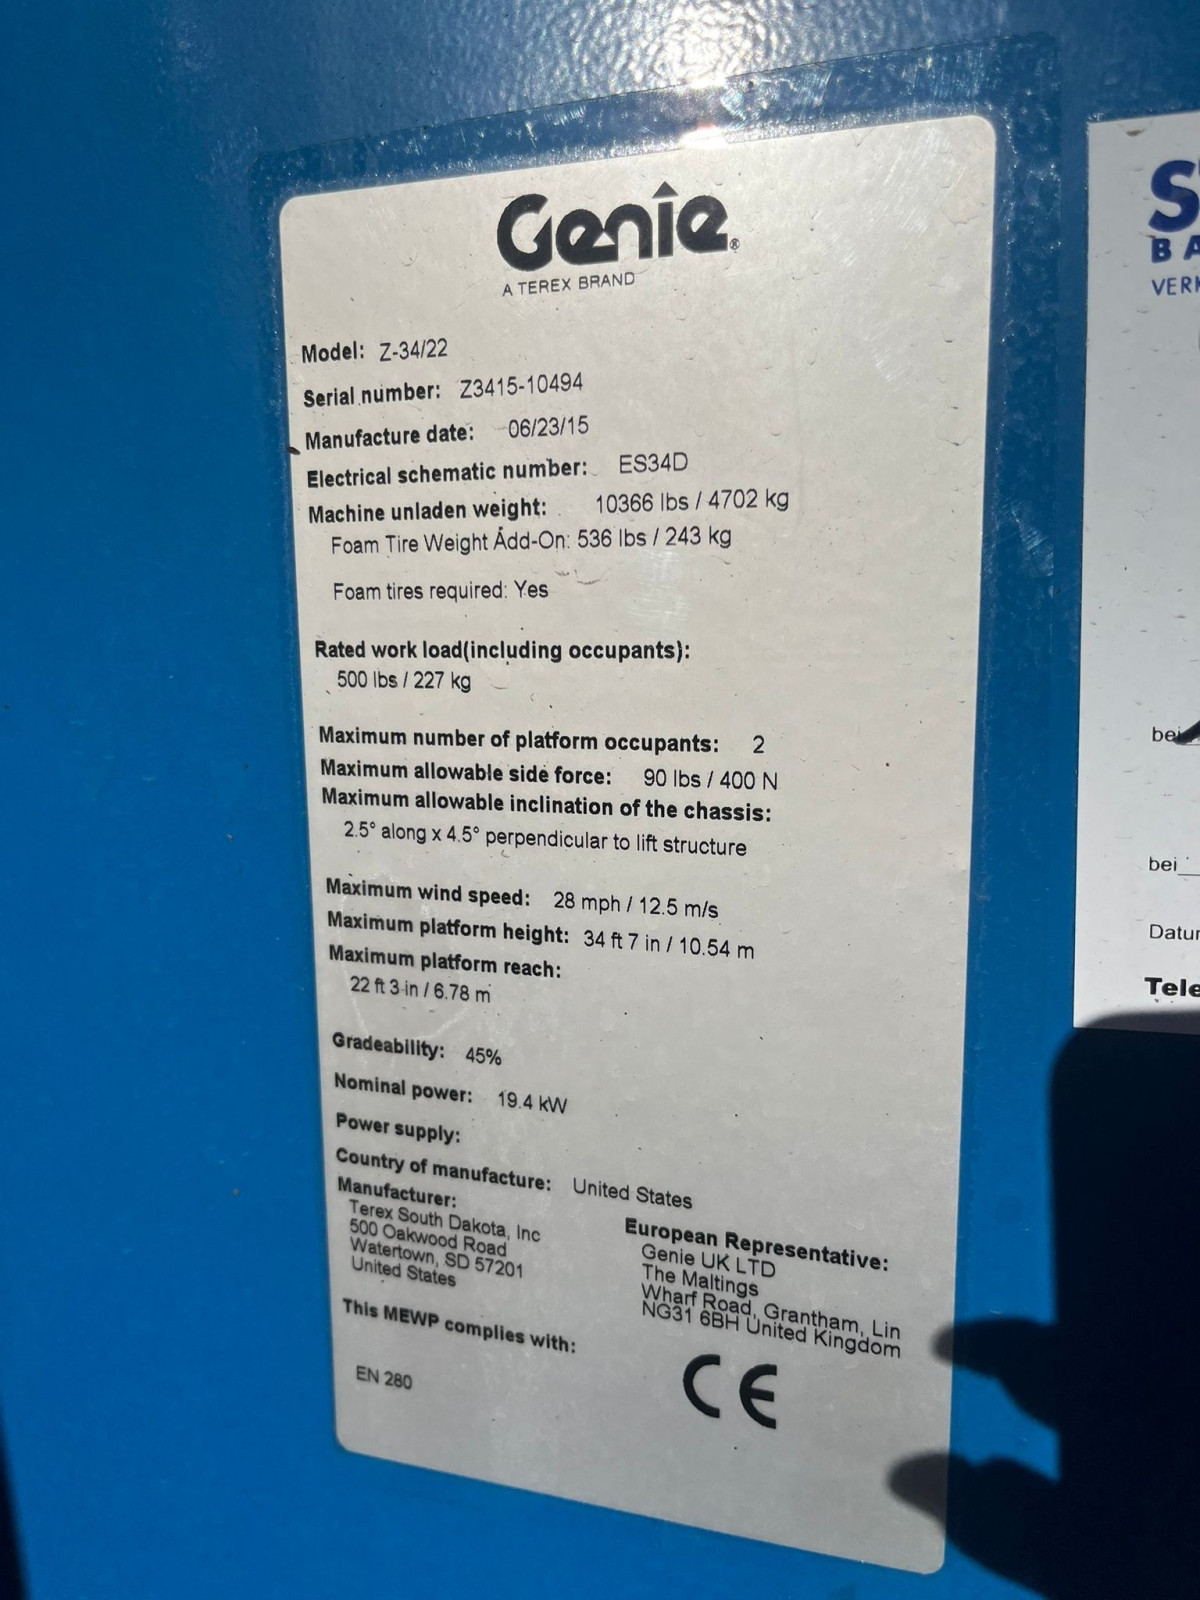 Genie®
A TEREX BRAND
Model: Z-34/22
Serial number: Z3415-10494
Manufacture date: 06/23/15
Electrical schematic number: ES34D
Machine unladen weight: 10366 lbs / 4702 kg
Foam Tire Weight Add-On: 536 lbs / 243 kg
Foam tires required: Yes
Rated work load(including occupants):
500 lbs / 227 kg
Maximum number of platform occupants: 2
Maximum allowable side force: 90 lbs / 400 N
Maximum allowable inclination of the chassis:
2.5° along x 4.5° perpendicular to lift structure
Maximum wind speed: 28 mph / 12.5 m/s
Maximum platform height: 34 ft 7 in / 10.54 m
Maximum platform reach:
22 ft 3 in / 6.78 m
Gradeability: 45%
Nominal power: 19.4 kW
Power supply:
Country of manufacture: United States
Manufacturer:
Terex South Dakota, Inc
500 Oakwood Road
Watertown, SD 57201
United States
European Representative:
Genie UK LTD
The Maltings
Wharf Road, Grantham, Lin
NG31 6BH United Kingdom
This MEWP complies with:
EN 280
CE
bei
bei